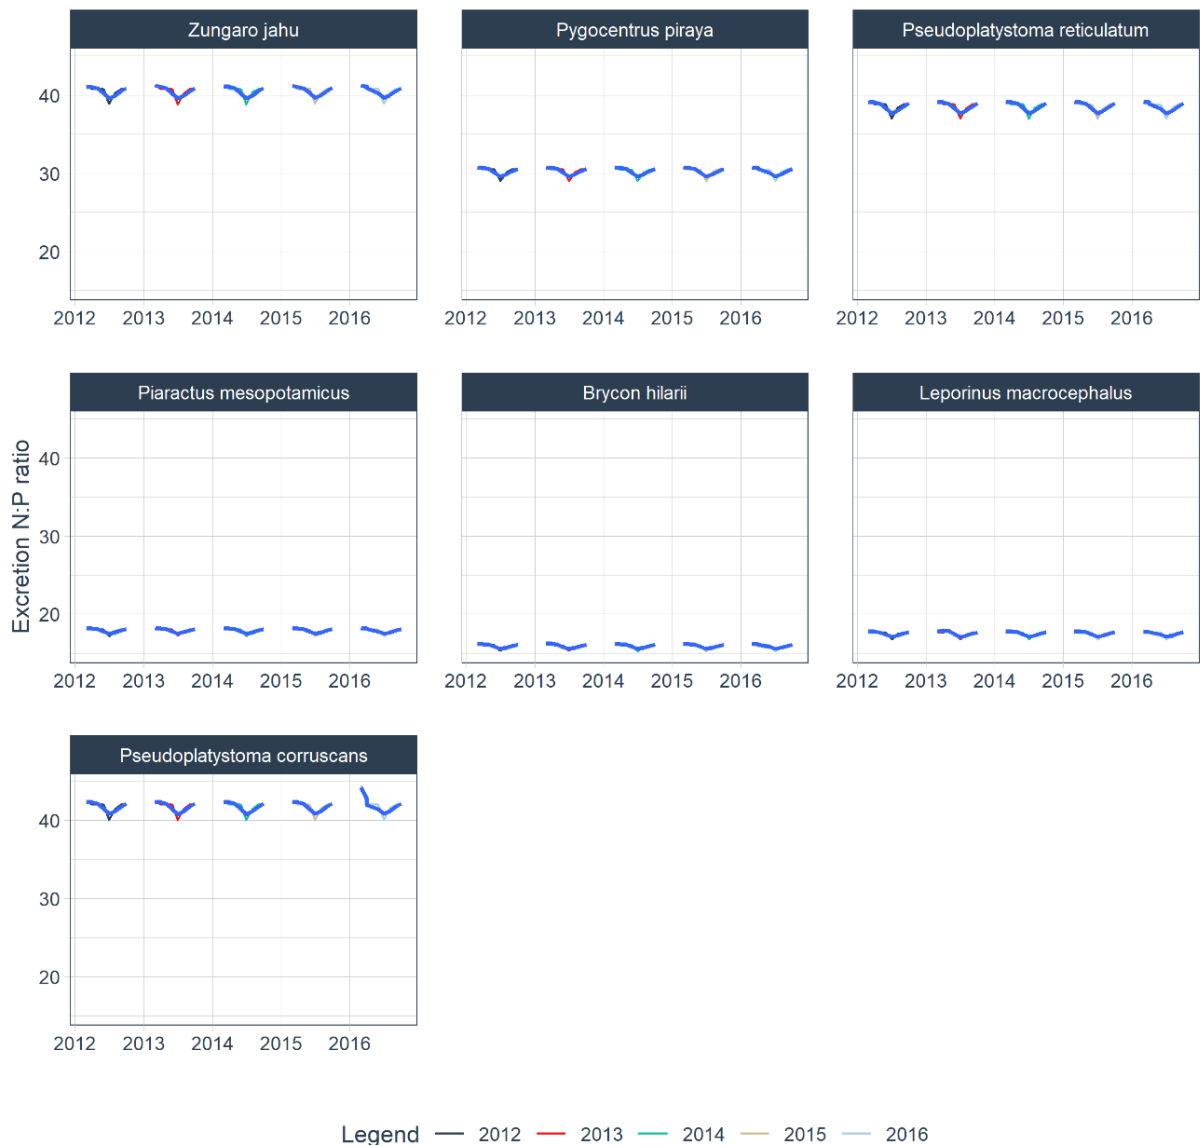 Zungaro jahu
Pygocentrus piraya
Pseudoplatystoma reticulatum
40
30
20
2012 2013 2014 2015 2016
2012 2013 2014 2015 2016
2012 2013 2014 2015 2016
Piaractus mesopotamicus
Brycon hilarii
Leporinus macrocephalus
Excretion N:P ratio
40
30
20
2012 2013 2014 2015 2016
2012 2013 2014 2015 2016
2012 2013 2014 2015 2016
Pseudoplatystoma corruscans
40
30
20
2012 2013 2014 2015 2016
Legend 2012 2013 2014 2015 2016